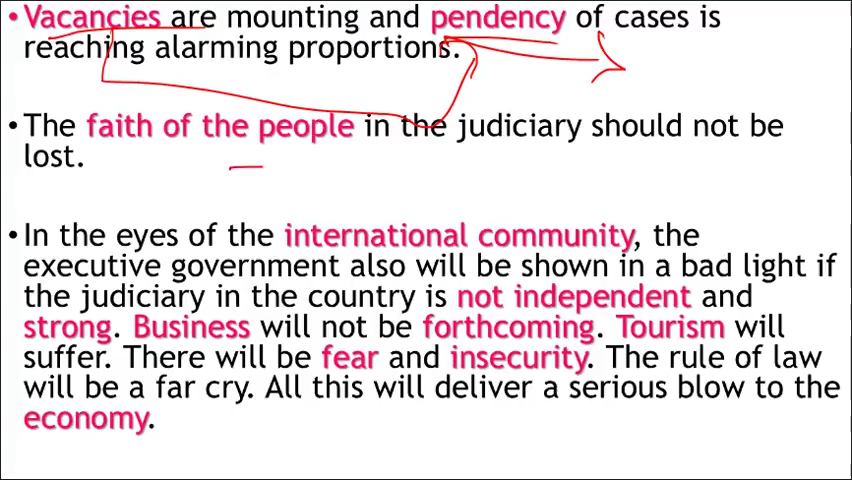 •Vacancies are mounting and pendency of cases is
reaching alarming proportions.
•The faith of the people in the judiciary should not be
lost.
•In the eyes of the international community, the
executive government also will be shown in a bad light if
the judiciary in the country is not independent and
strong. Business will not be forthcoming. Tourism will
suffer. There will be fear and insecurity. The rule of law
will be a far cry. All this will deliver a serious blow to the
economy.